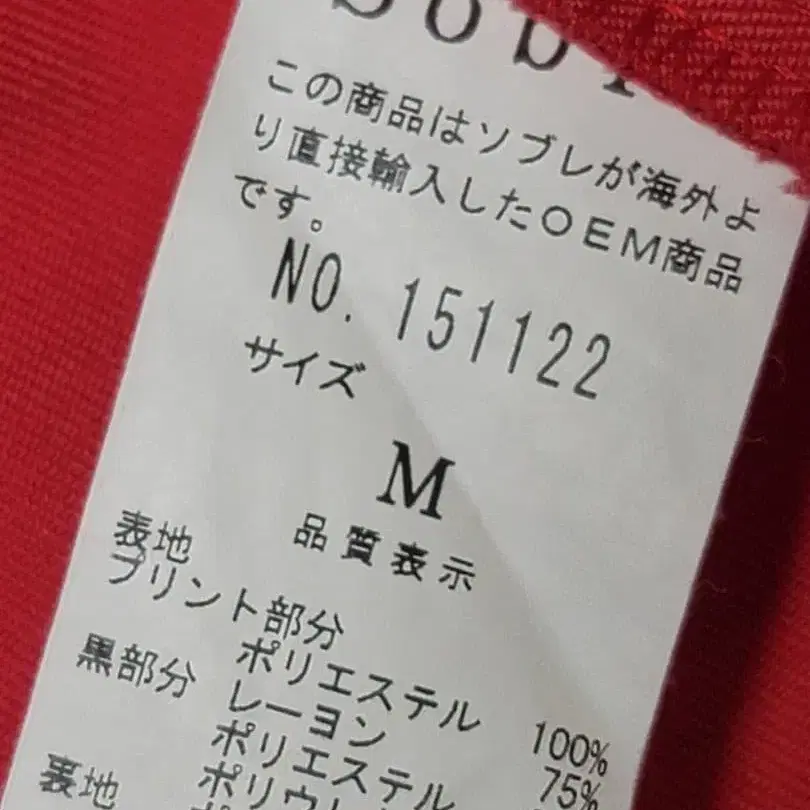 この商品はソブレが海外よ
り直接輸入したOEM商品
です。
NO. 151122
サイズ
M
品質表示
表地
プリント部分
ポリエステル 100%
黒部分 レーヨン 75%
ポリエステル
裏地